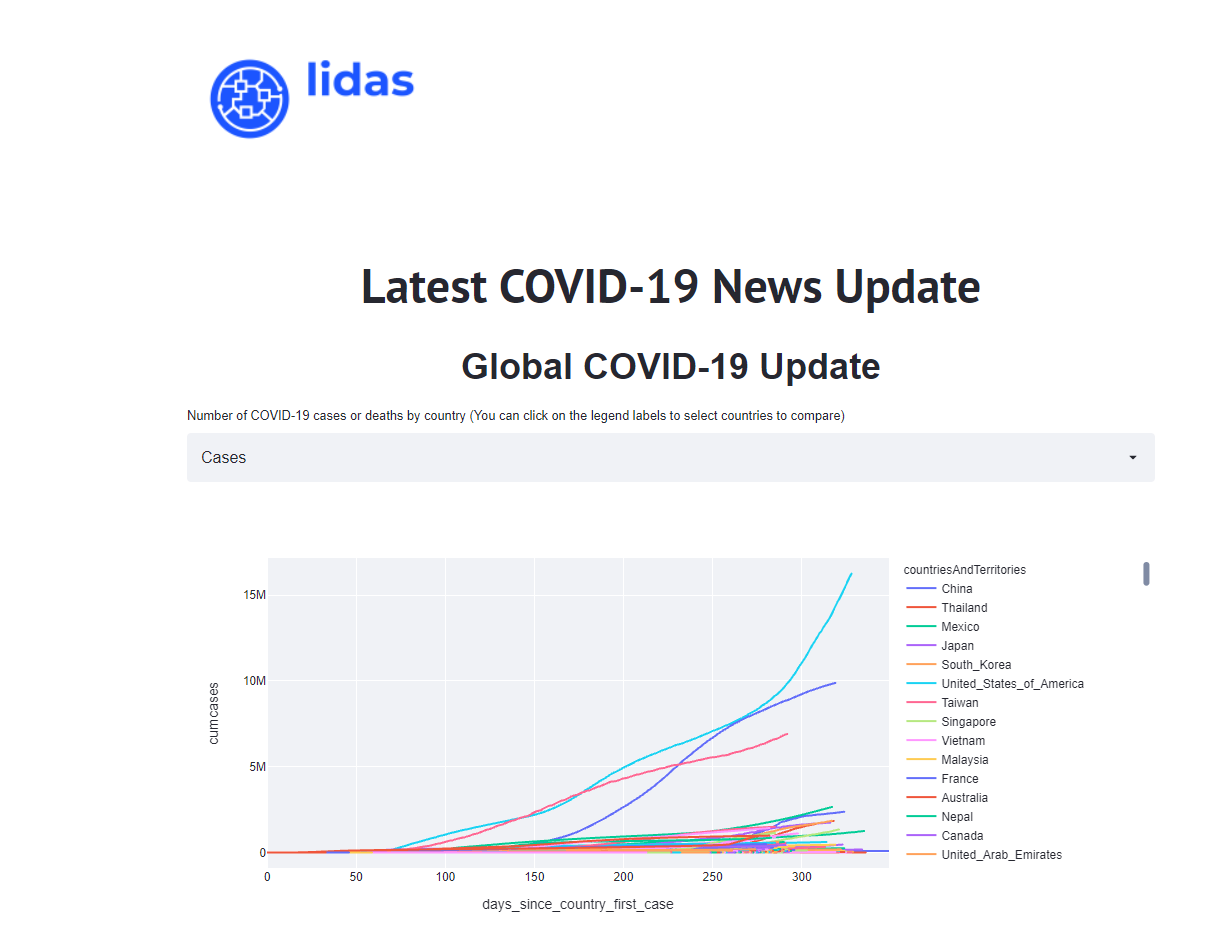 lidas
Latest COVID-19 News Update
Global COVID-19 Update
Number of COVID-19 cases or deaths by country (You can click on the legend labels to select countries to compare)
Cases
countriesAndTerritories
China
Thailand
Mexico
Japan
South_Korea
United_States_of_America
Taiwan
Singapore
Vietnam
Malaysia
France
Australia
Nepal
Canada
United_Arab_Emirates
cumcases
15M
10M
5M
0
0 50 100 150 200 250 300
days_since_country_first_case